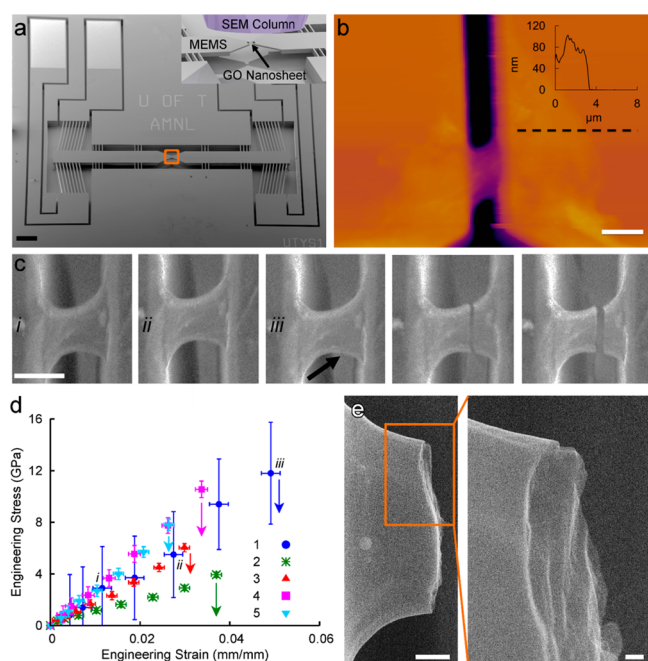 a
SEM Column
MEMS
GO Nanosheet
U OF T
AMNL
UTYS1
b
120
80
40
0
nm
0 4 8
μm
c
i
ii
iii
d
Engineering Stress (GPa)
16
12
8
4
0
0 0.02 0.04 0.06
Engineering Strain (mm/mm)
i
ii
iii
1
2
3
4
5
e